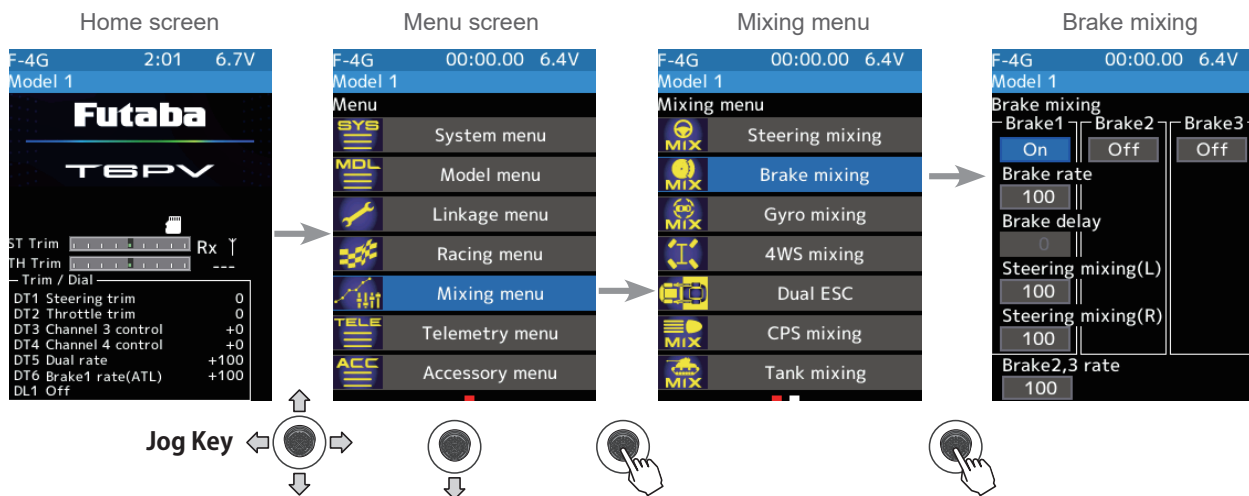 Home screen
Menu screen
Mixing menu
Brake mixing
F-4G 2:01 6.7V
Model 1
Futaba
T6PV
ST Trim
Rx
TH Trim
---
Trim / Dial
DT1 Steering trim 0
DT2 Throttle trim 0
DT3 Channel 3 control +0
DT4 Channel 4 control +0
DT5 Dual rate +100
DT6 Brake1 rate(ATL) +100
DL1 Off
F-4G 00:00.00 6.4V
Model 1
Menu
SYS System menu
MDL Model menu
Linkage menu
Racing menu
Mixing menu
TELE Telemetry menu
ACC Accessory menu
F-4G 00:00.00 6.4V
Model 1
Mixing menu
MIX Steering mixing
MIX Brake mixing
MIX Gyro mixing
4WS mixing
Dual ESC
MIX CPS mixing
MIX Tank mixing
F-4G 00:00.00 6.4V
Model 1
Brake mixing
Brake1 Brake2 Brake3
On Off Off
Brake rate
100
Brake delay
0
Steering mixing(L)
100
Steering mixing(R)
100
Brake2,3 rate
100
Jog Key